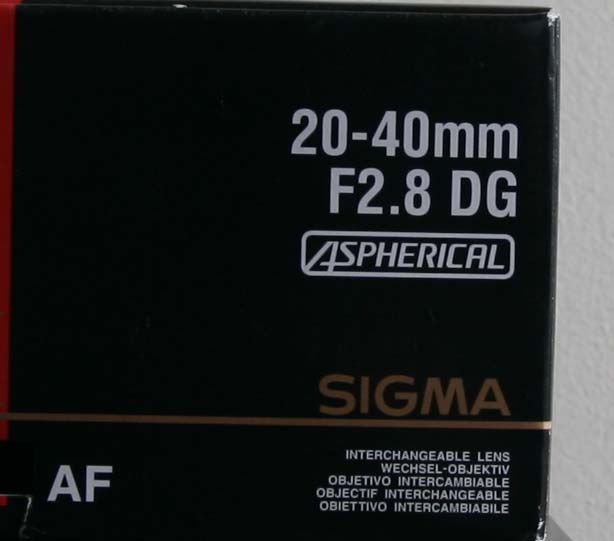 20-40mm
F2.8 DG
ASPHERICAL
SIGMA
AF
INTERCHANGEABLE LENS
WECHSEL-OBJEKTIV
OBJETIVO INTERCAMBIABLE
OBJECTIF INTERCHANGEABLE
OBIETTIVO INTERCAMBIABILE